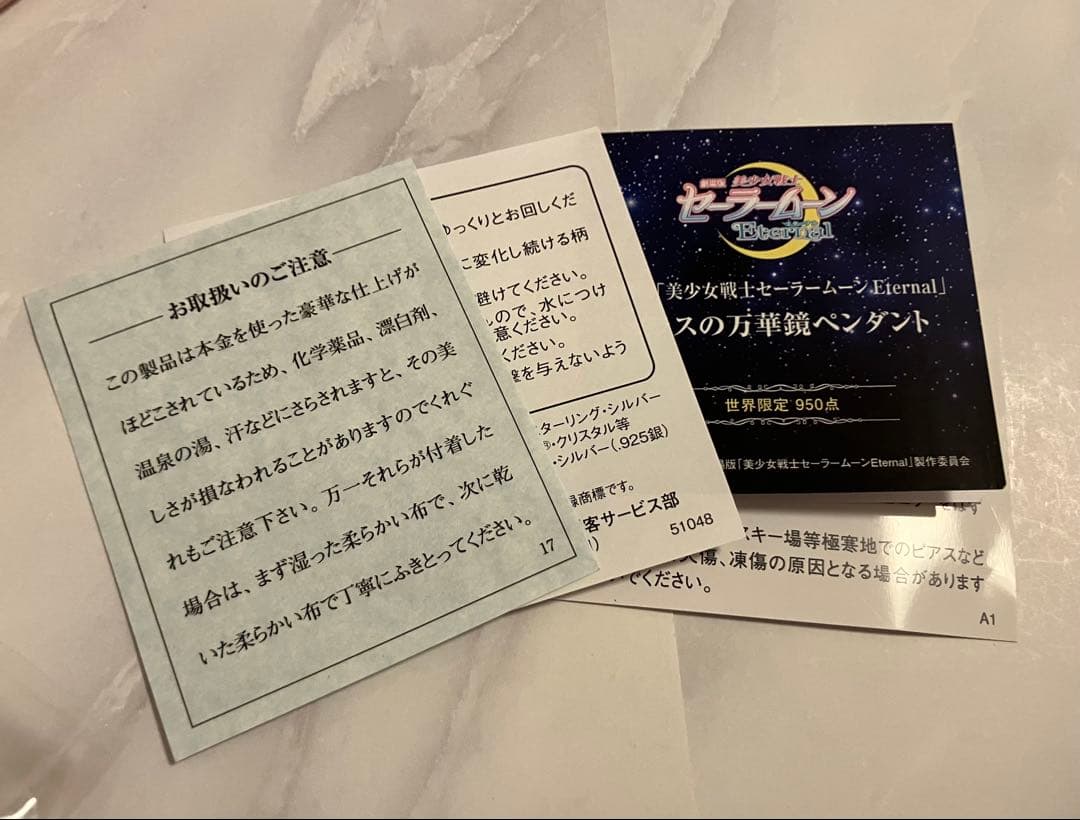 お取扱いのご注意
この製品は本金を使った豪華な仕上げが
ほどこされているため、化学薬品、漂白剤、
温泉の湯、汗などにさらされますと、その美
しさが損なわれることがありますのでくれぐ
れもご注意下さい。万一それらが付着した
場合は、まず湿った柔らかい布で、次に乾
いた柔らかい布で丁寧にふきとってください。
17
ゆっくりとお回しくだ
に変化し続ける柄
避けてください。
ので、水につけ
意ください。
ください。
を与えないよう
ターリング・シルバー
・クリスタル等
・シルバー(.925銀)
録商標です。
客サービス部
51048
劇場版
美少女戦士
セーラームーン
Eternal
「美少女戦士セーラームーンEternal」
スの万華鏡ペンダント
世界限定 950点
版「美少女戦士セーラームーンEternal」製作委員会
キー場等極寒地でのピアスなど
傷、凍傷の原因となる場合があります
でください。
A1